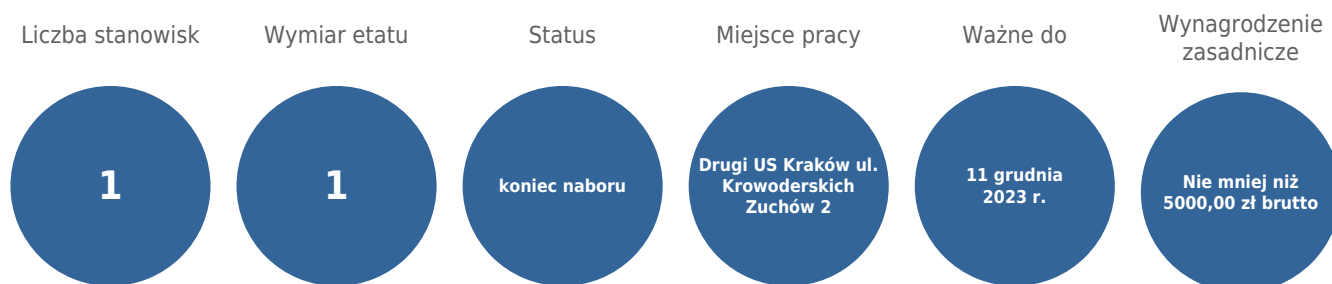 Liczba stanowisk
1
Wymiar etatu
1
Status
koniec naboru
Miejsce pracy
Drugi US Kraków ul.
Krowoderskich
Zuchów 2
Ważne do
11 grudnia
2023 r.
Wynagrodzenie
zasadnicze
Nie mniej niż
5000,00 zł brutto